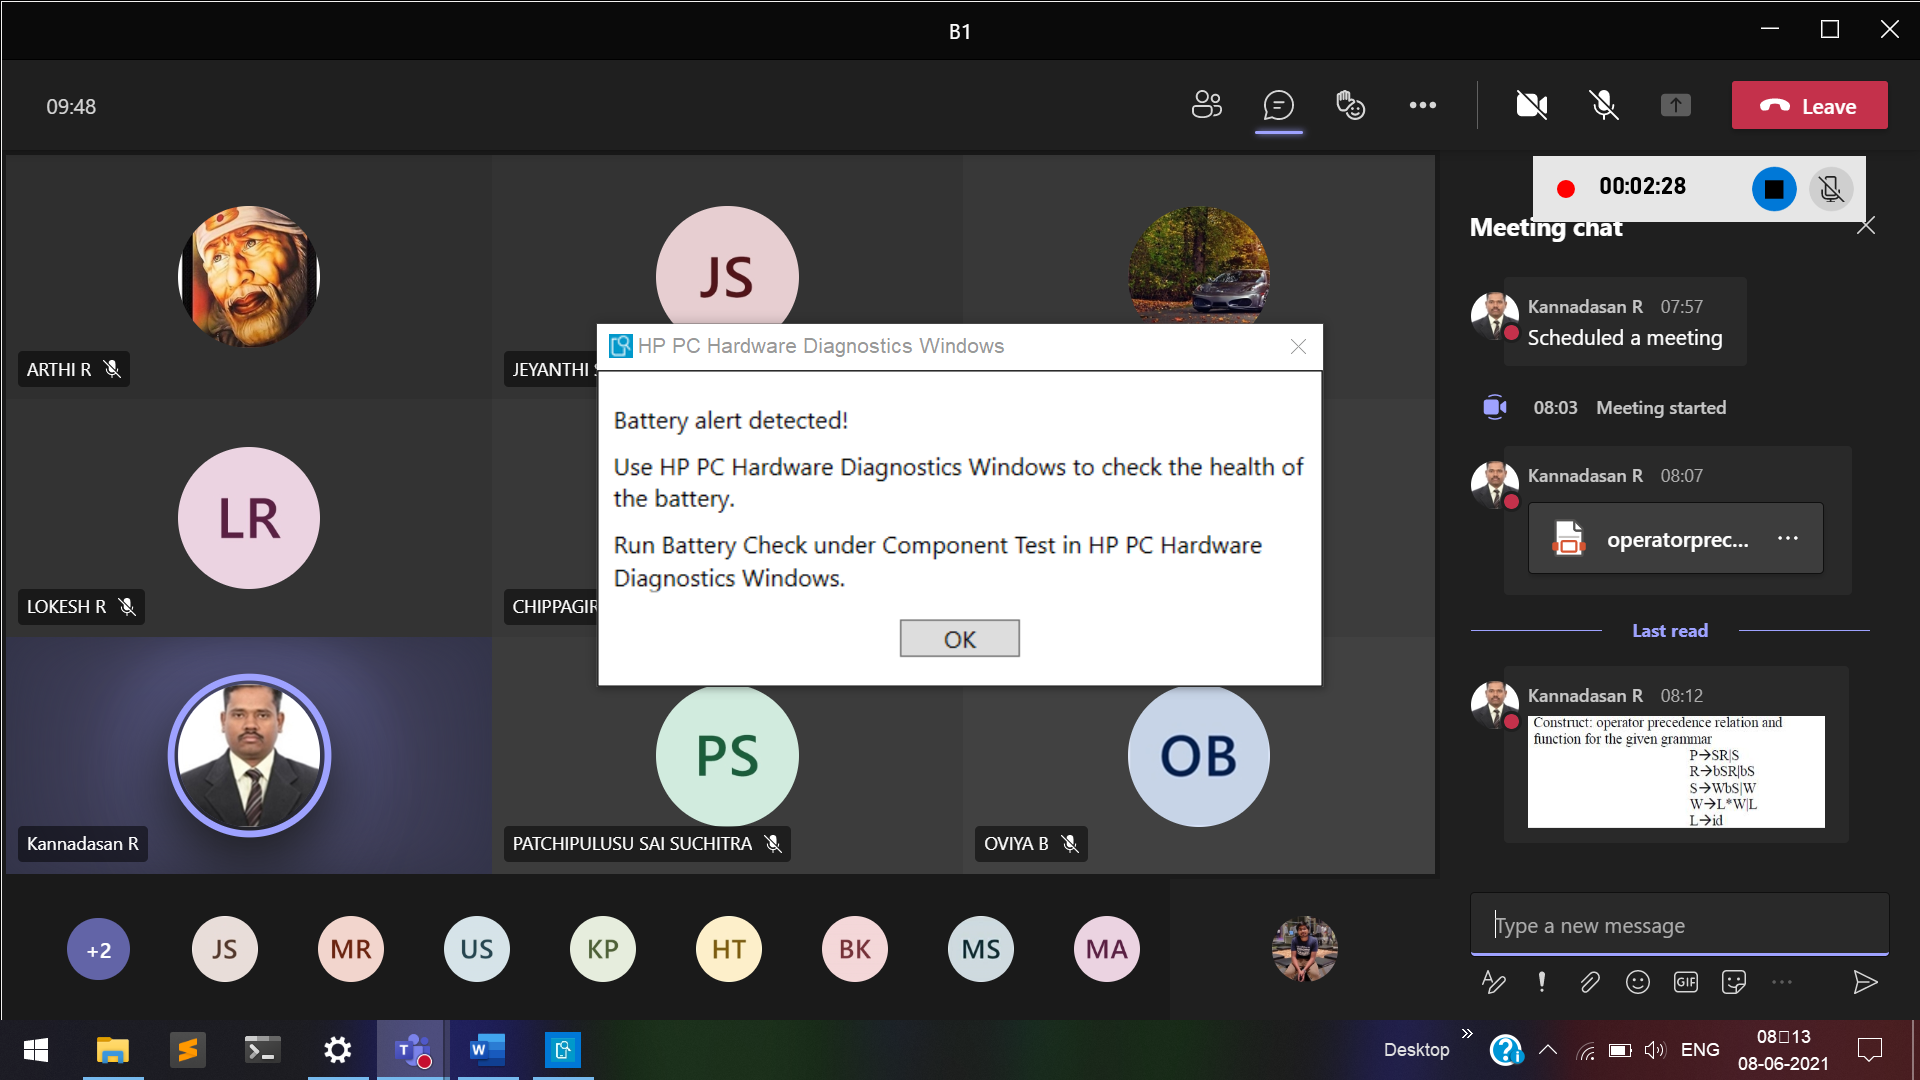 B1
09:48
Leave
00:02:28
Meeting chat
JS
ARTHI R
JEYANTHI S
LR
LOKESH R
CHIPPAGIR
Kannadasan R
PS
PATCHIPULUSU SAI SUCHITRA
OB
OVIYA B
HP PC Hardware Diagnostics Windows
Battery alert detected!
Use HP PC Hardware Diagnostics Windows to check the health of
the battery.
Run Battery Check under Component Test in HP PC Hardware
Diagnostics Windows.
OK
Kannadasan R 07:57
Scheduled a meeting
08:03 Meeting started
Kannadasan R 08:07
operatorprec...
Last read
Kannadasan R 08:12
Construct: operator precedence relation and
function for the given grammar
P→SR|S
R→bSR|bS
S→WbS|W
W→L*W|L
L→id
+2
JS
MR
US
KP
HT
BK
MS
MA
Type a new message
GIF
Desktop
ENG
08▯13
08-06-2021